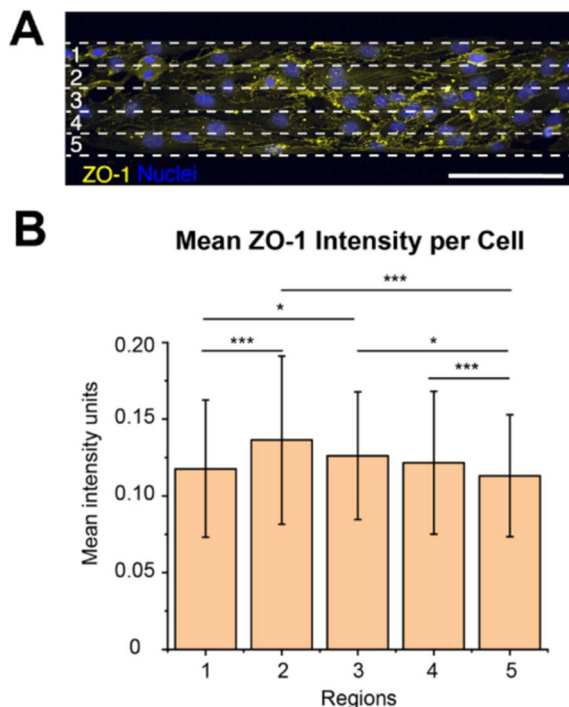 A
1
2
3
4
5
ZO-1 Nuclei
B
Mean ZO-1 Intensity per Cell
***
*
***
*
***
0.20
0.15
0.10
0.05
0
Mean intensity units
1 2 3 4 5
Regions